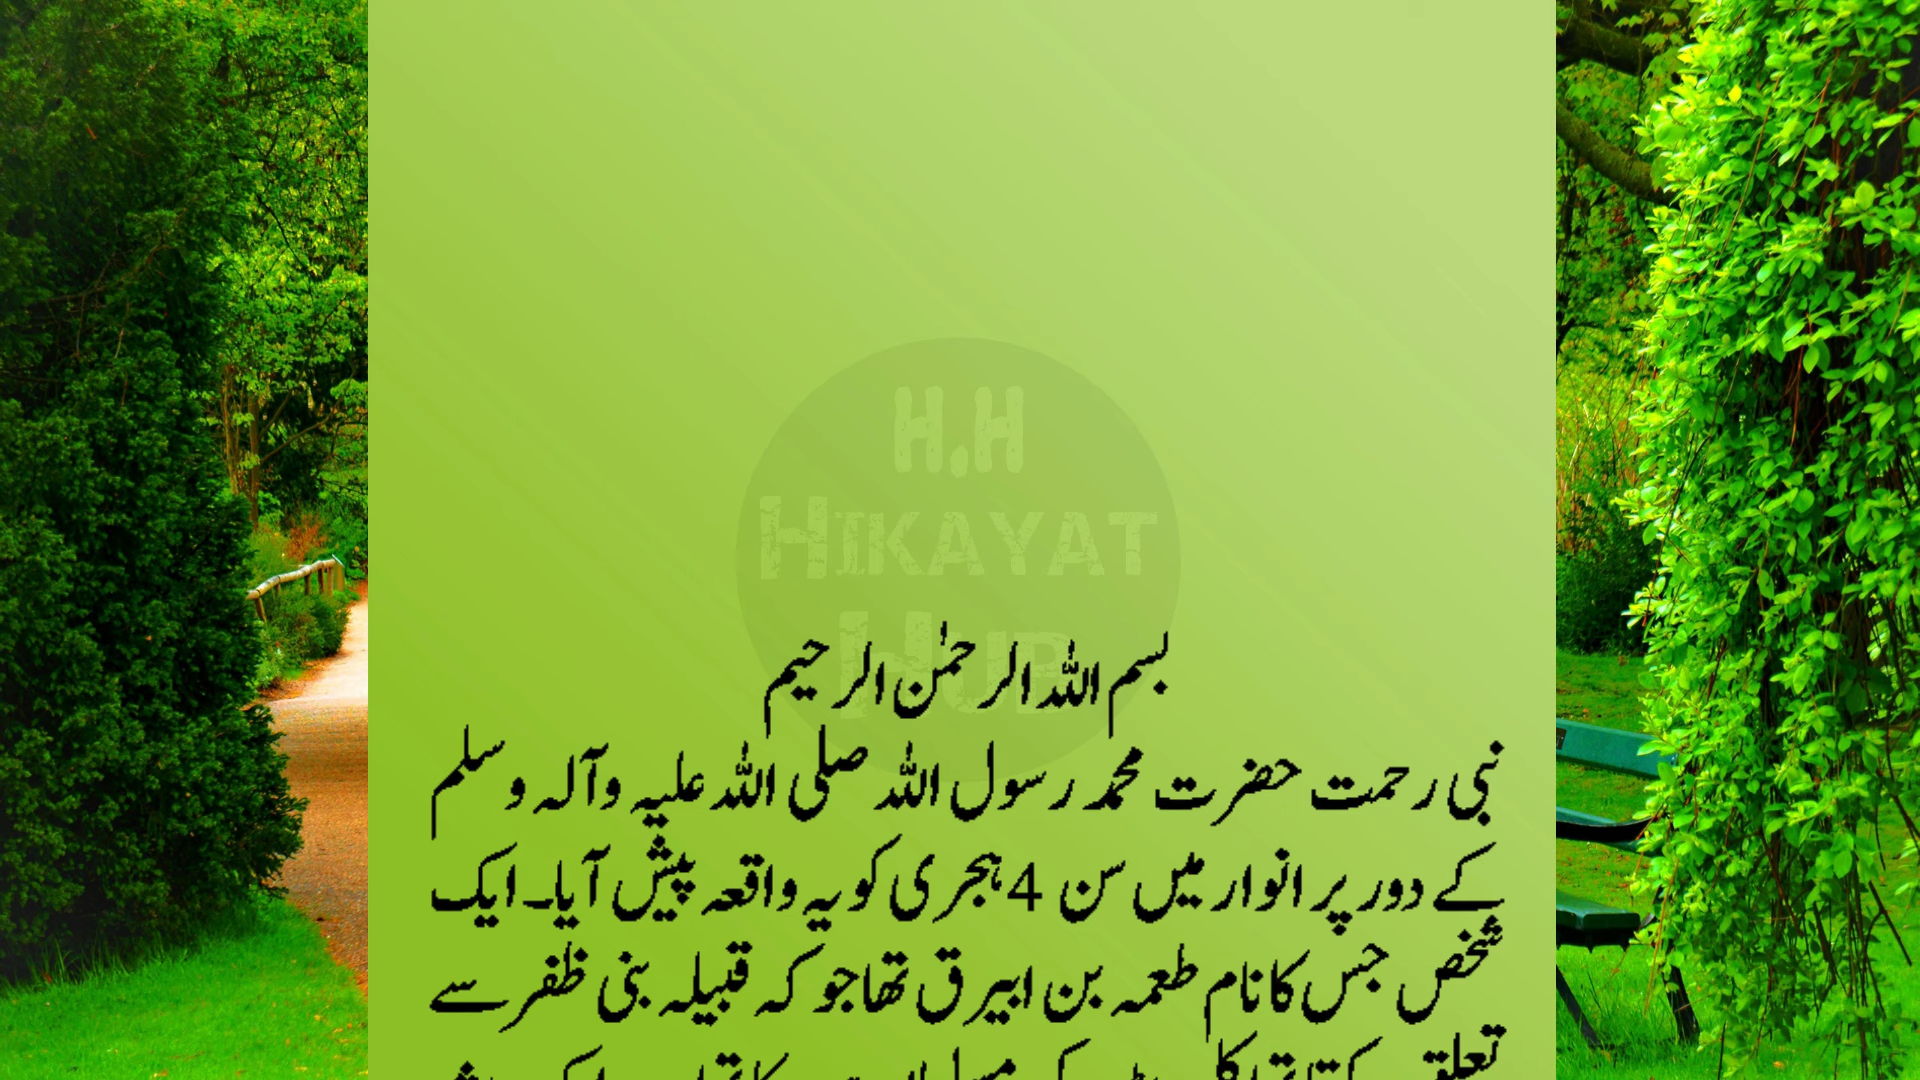 H.H
HIKAYAT
HUB
بسم اللہ الرحمٰن الرحیم
نبی رحمت حضرت محمد رسول اللہ صلی اللہ علیہ وآلہ وسلم
کے دور پر انوار میں سن 4 ہجری کو یہ واقعہ پیش آیا۔ ایک
شخص جس کا نام طعمہ بن ابیرق تھا جو کہ قبیلہ بنی ظفر سے
تعلق